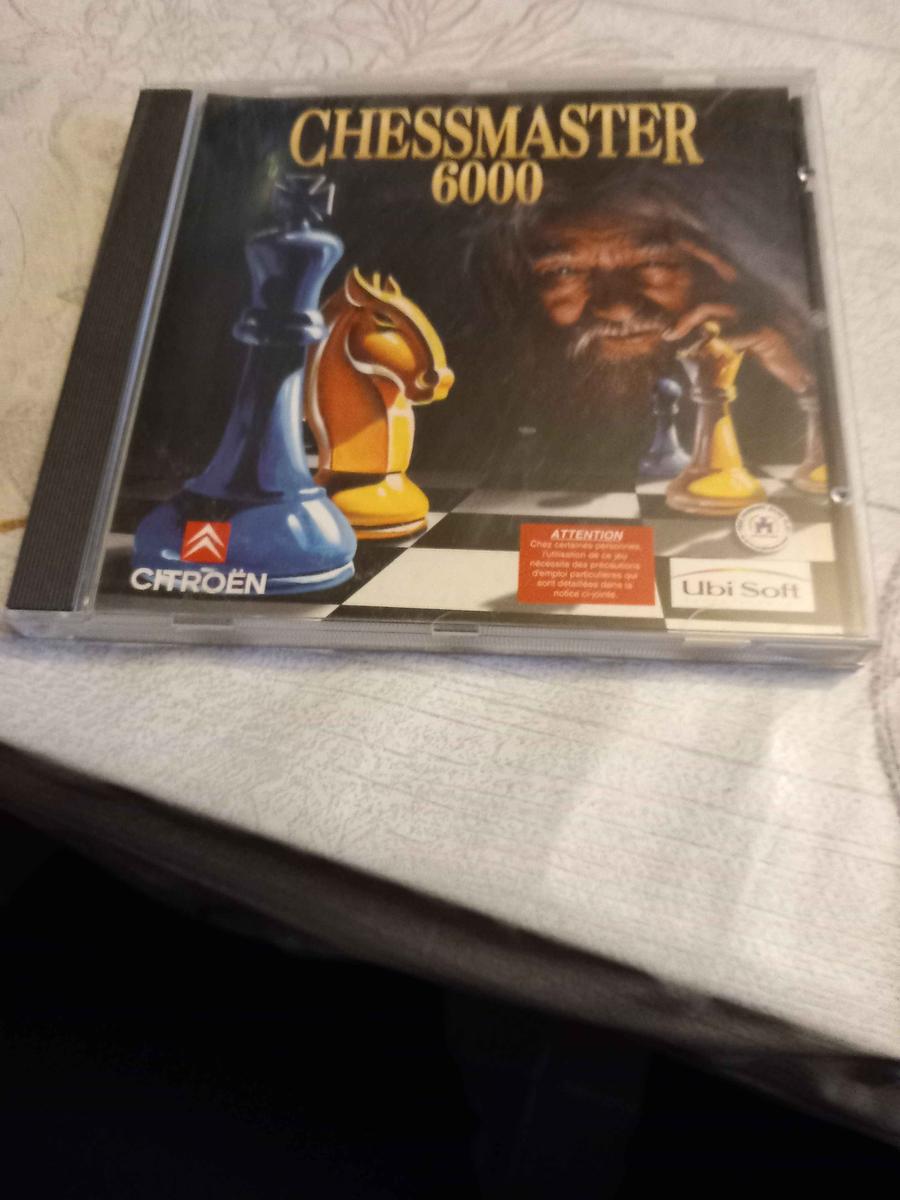 CHESSMASTER
6000
CITROËN
ATTENTION
Chez certaines personnes,
l'utilisation de ce jeu
nécessite des précautions
d'emploi particulières qui
sont détaillées dans la
notice ci-jointe.
Ubi Soft